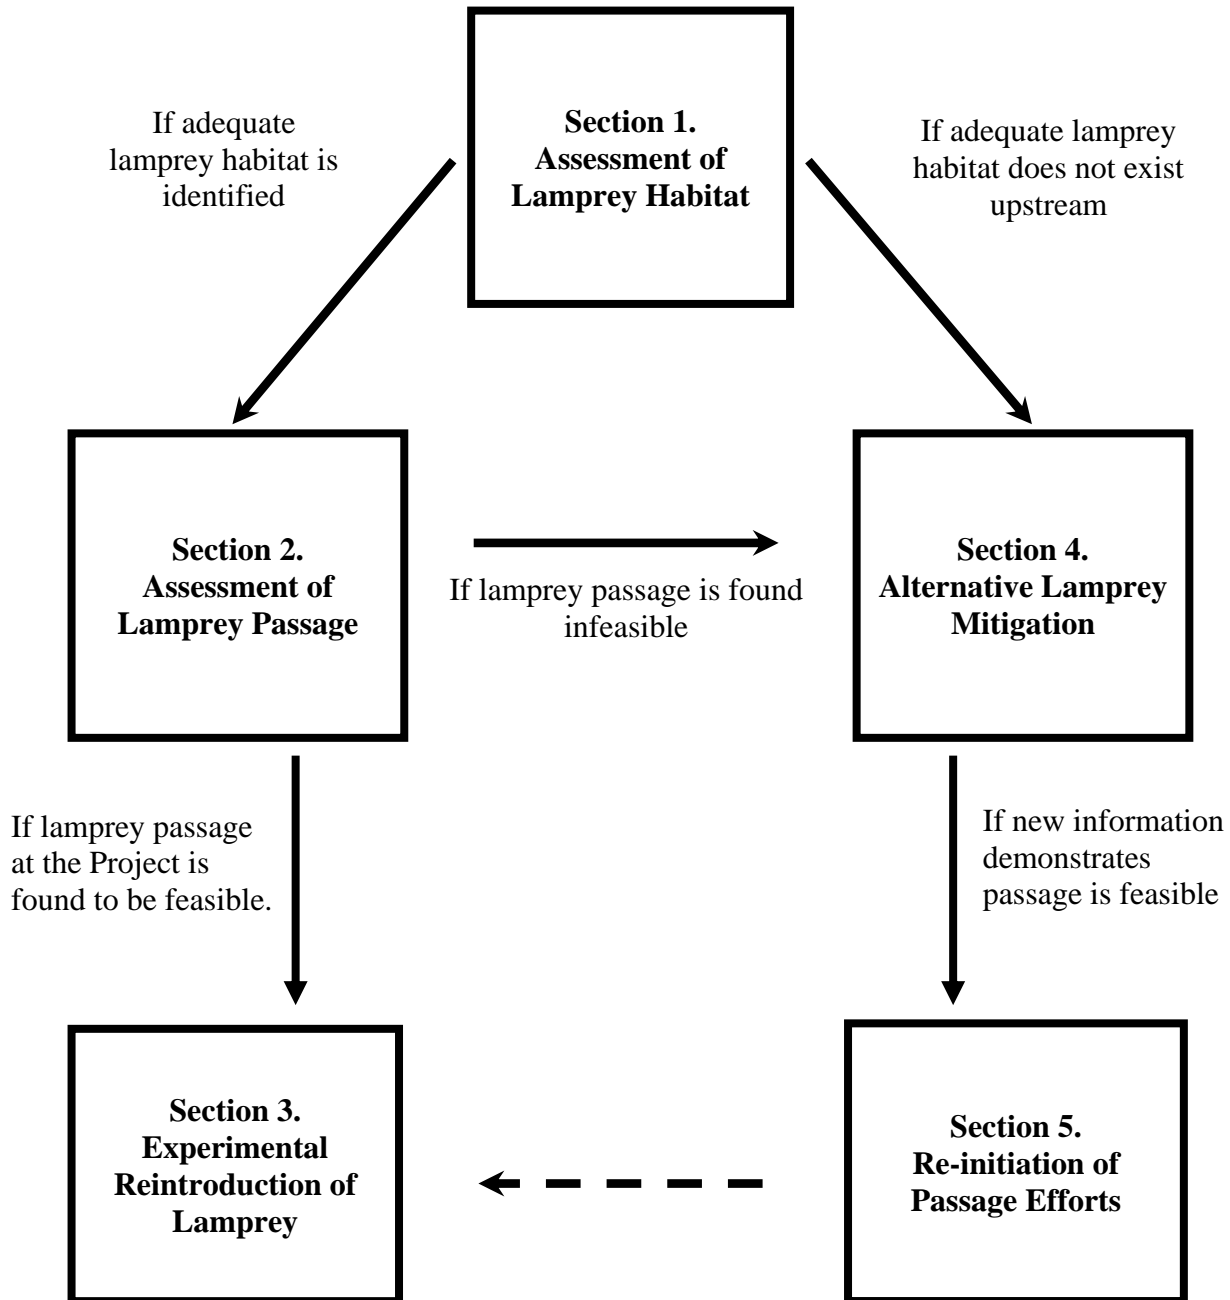 Section 1.
Assessment of
Lamprey Habitat
If adequate
lamprey habitat is
identified
If adequate lamprey
habitat does not exist
upstream
Section 2.
Assessment of
Lamprey Passage
If lamprey passage is found
infeasible
Section 4.
Alternative Lamprey
Mitigation
If lamprey passage
at the Project is
found to be feasible.
If new information
demonstrates
passage is feasible
Section 3.
Experimental
Reintroduction of
Lamprey
Section 5.
Re-initiation of
Passage Efforts